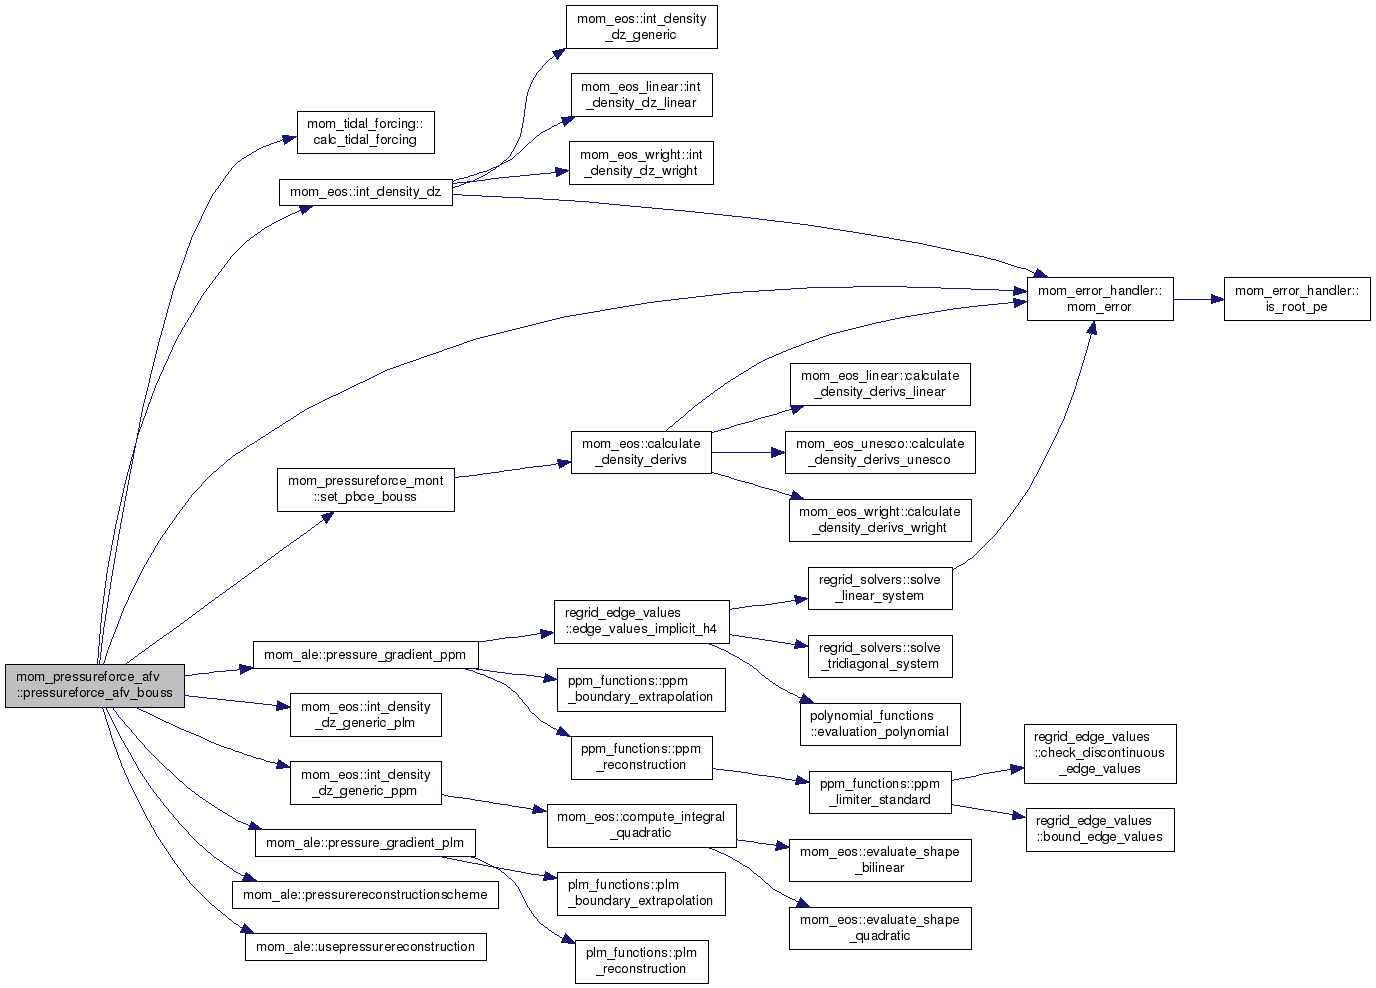 mom_eos::int_density
_dz_generic
mom_eos_linear::int
_density_dz_linear
mom_tidal_forcing::
calc_tidal_forcing
mom_eos_wright::int
_density_dz_wright
mom_eos::int_density_dz
mom_error_handler::
mom_error
mom_error_handler::
is_root_pe
mom_eos_linear::calculate
_density_derivs_linear
mom_eos::calculate
_density_derivs
mom_eos_unesco::calculate
_density_derivs_unesco
mom_pressureforce_mont
::set_pbce_bouss
mom_eos_wright::calculate
_density_derivs_wright
regrid_solvers::solve
_linear_system
regrid_edge_values
::edge_values_implicit_h4
regrid_solvers::solve
_tridiagonal_system
mom_ale::pressure_gradient_ppm
mom_pressureforce_afv
::pressureforce_afv_bouss
ppm_functions::ppm
_boundary_extrapolation
mom_eos::int_density
_dz_generic_plm
polynomial_functions
::evaluation_polynomial
ppm_functions::ppm
_reconstruction
regrid_edge_values
::check_discontinuous
_edge_values
mom_eos::int_density
_dz_generic_ppm
ppm_functions::ppm
_limiter_standard
mom_eos::compute_integral
_quadratic
regrid_edge_values
::bound_edge_values
mom_ale::pressure_gradient_plm
mom_eos::evaluate_shape
_bilinear
mom_ale::pressurereconstructionscheme
plm_functions::plm
_boundary_extrapolation
mom_eos::evaluate_shape
_quadratic
mom_ale::usepressurereconstruction
plm_functions::plm
_reconstruction